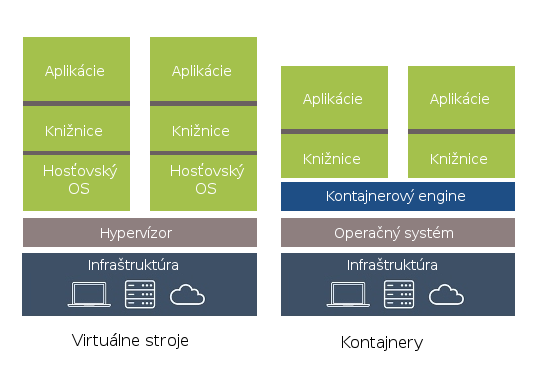 Aplikácie
Knižnice
Hosťovský
OS
Aplikácie
Knižnice
Hosťovský
OS
Hypervízor
Infraštruktúra
Virtuálne stroje
Aplikácie
Knižnice
Aplikácie
Knižnice
Kontajnerový engine
Operačný systém
Infraštruktúra
Kontajnery